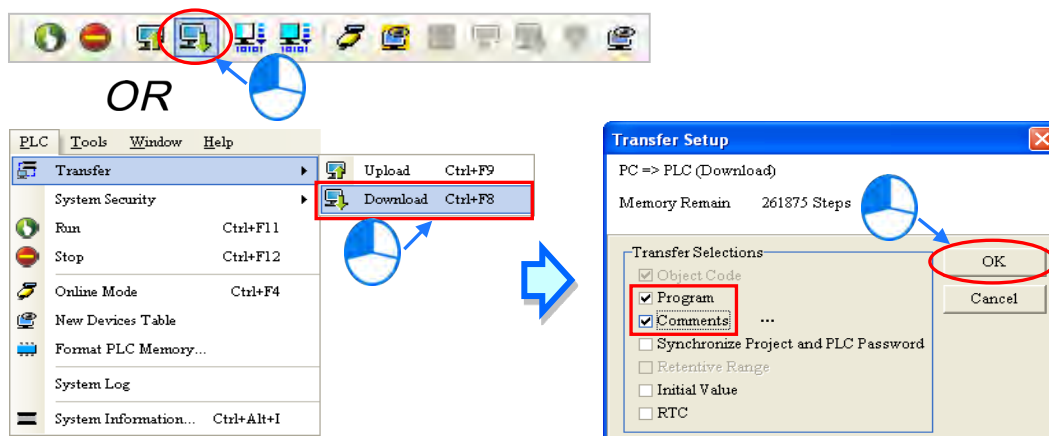 OR
PLC Tools Window Help
Transfer
System Security
Run Ctrl+F11
Stop Ctrl+F12
Online Mode Ctrl+F4
New Devices Table
Format PLC Memory...
System Log
System Information... Ctrl+Alt+I
Upload Ctrl+F9
Download Ctrl+F8
Transfer Setup
PC => PLC (Download)
Memory Remain 261875 Steps
Transfer Selections
Object Code
Program
Comments ...
Synchronize Project and PLC Password
Retentive Range
Initial Value
RTC
OK
Cancel